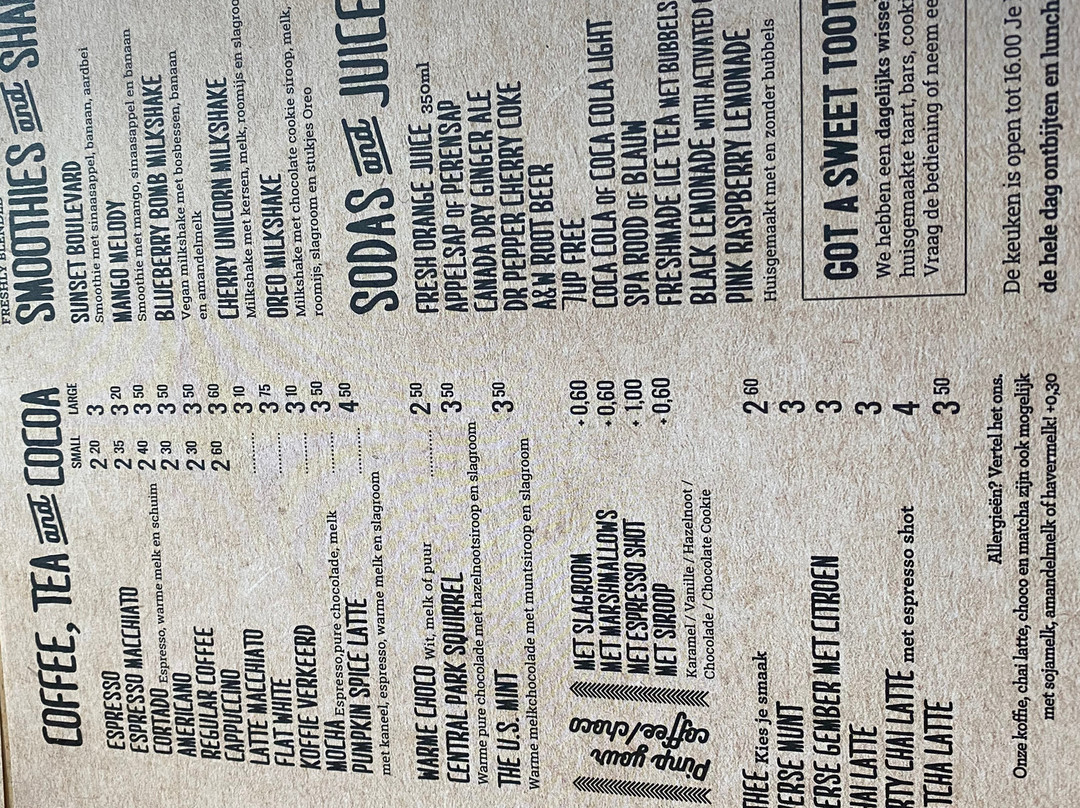 COFFEE, TEA and COCOA
SMALL LARGE
ESPRESSO 2 20 3
ESPRESSO MACCHIATO 2 35 3 20
CORTADO Espresso, warme melk en schuim 2 40 3 50
AMERICANO 2 30 3 50
REGULAR COFFEE 2 30 3 50
CAPPUCCINO 2 60 3 60
LATTE MACCHIATO ........... 3 10
FLAT WHITE ........... 3 75
KOFFIE VERKEERD ........... 3 10
MOCHA Espresso,pure chocolade, melk ........... 3 50
PUMPKIN SPICE LATTE ........... 4 50
met kaneel, espresso, warme melk en slagroom
WARME CHOCO Wit, melk of puur ........... 2 50
CENTRAL PARK SQUIRREL 3 50
Warme pure chocolade met hazelnootsiroop en slagroom
THE U.S. MINT 3 50
Warme melkchocolade met muntsiroop en slagroom
Pimp your
coffee/choco
MET SLAGROOM + 0,60
MET MARSHMALLOWS + 0,60
MET ESPRESSO SHOT + 1,00
MET SIROOP + 0,60
Karamel / Vanille / Hazelnoot /
Chocolade / Chocolate Cookie
THEE Kies je smaak 2 60
ERSE MUNT 3
ERSE GEMBER MET CITROEN 3
HAI LATTE 3
RTY CHAI LATTE met espresso shot 4
TCHA LATTE 3 50
Allergieën? Vertel het ons.
Onze koffie, chai latte, choco en matcha zijn ook mogelijk
met sojamelk, amandelmelk of havermelk! +0,30
FRESHLY BLENDED
SMOOTHIES and SHA
SUNSET BOULEVARD
Smoothie met sinaasappel, banaan, aardbei
MANGO MELODY
Smoothie met mango, sinaasappel en banaan
BLUEBERRY BOMB MILKSHAKE
Vegan milkshake met bosbessen, banaan
en amandelmelk
CHERRY UNICORN MILKSHAKE
Milkshake met kersen, melk, roomijs en slagroo
OREO MILKSHAKE
Milkshake met chocolate cookie siroop, melk,
roomijs, slagroom en stukjes Oreo
SODAS and JUICE
FRESH ORANGE JUICE 350ml
APPELSAP OF PERENSAP
CANADA DRY GINGER ALE
DR PEPPER CHERRY COKE
A&W ROOT BEER
7UP FREE
COCA COLA OF COCA COLA LIGHT
SPA ROOD OF BLAUW
FRESHMADE ICE TEA MET BUBBELS
BLACK LEMONADE WITH ACTIVATED
PINK RASPBERRY LEMONADE
Huisgemaakt met en zonder bubbels
GOT A SWEET TOOT
We hebben een dagelijks wisse
huisgemaakte taart, bars, cooki
Vraag de bediening of neem ee
De keuken is open tot 16.00 Je
de hele dag ontbijten en lunch